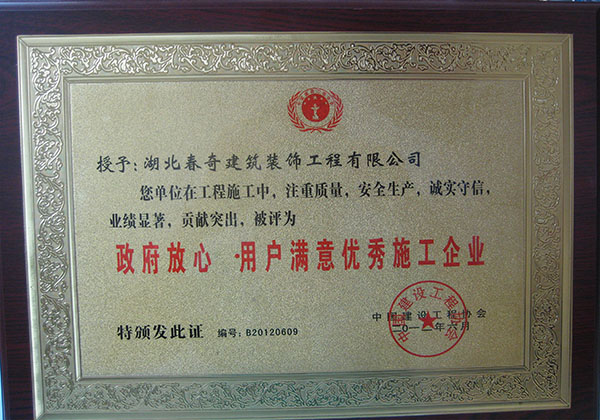 授予:湖北春奇建筑装饰工程有限公司
您单位在工程施工中,注重质量,安全生产,诚实守信,
业绩显著,贡献突出,被评为
政府放心·用户满意优秀施工企业
中国建设工程协会
二〇一二年六月
特颁发此证 编号:B20120609